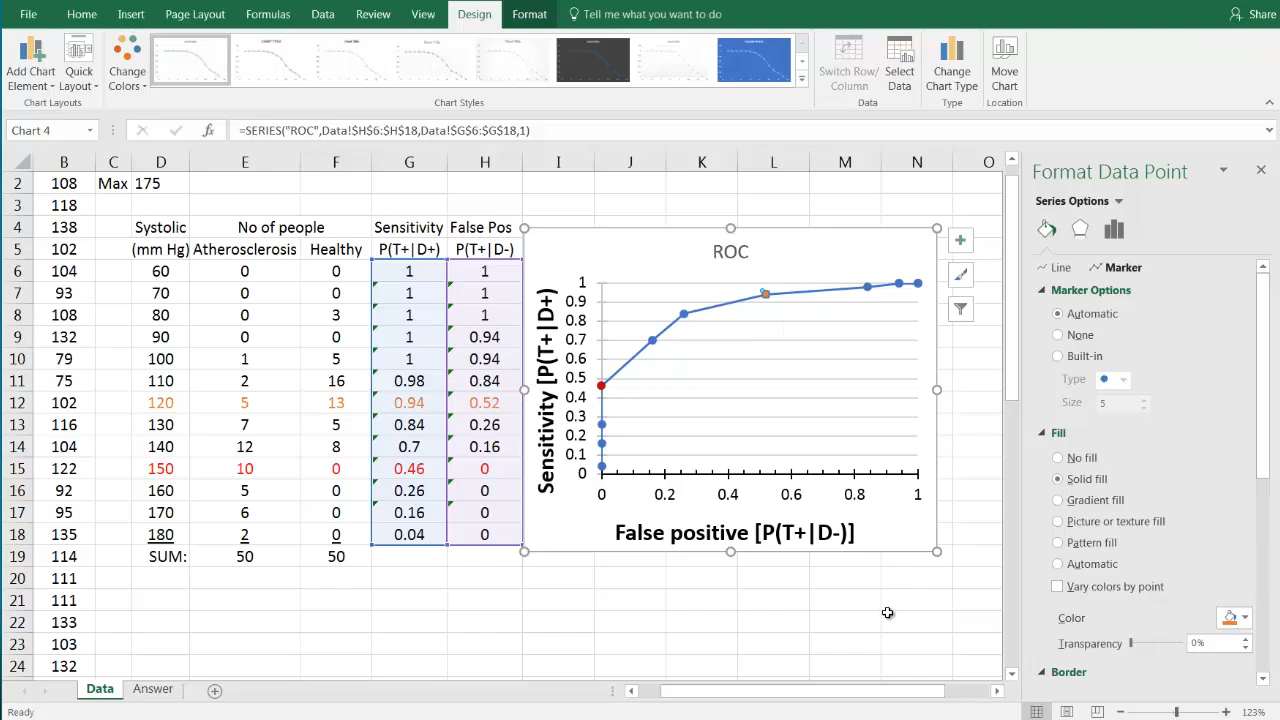 File Home Insert Page Layout Formulas Data Review View Design Format Tell me what you want to do Share
Add Chart Element Quick Layout Change Colors Switch Row/Column Select Data Change Chart Type Move Chart
Chart Layouts Chart Styles Data Type Location
Chart 4 fx =SERIES("ROC",Data!$H$6:$H$18,Data!$G$6:$G$18,1)
B C D E F G H I J K L M N O
2 108 Max 175
3 118
4 138 Systolic No of people Sensitivity False Pos
5 102 (mm Hg) Atherosclerosis Healthy P(T+|D+) P(T+|D-)
6 104 60 0 0 1 1
7 93 70 0 0 1 1
8 108 80 0 3 1 1
9 132 90 0 0 1 0.94
10 79 100 1 5 1 0.94
11 75 110 2 16 0.98 0.84
12 102 120 5 13 0.94 0.52
13 116 130 7 5 0.84 0.26
14 104 140 12 8 0.7 0.16
15 122 150 10 0 0.46 0
16 92 160 5 0 0.26 0
17 95 170 6 0 0.16 0
18 135 180 2 0 0.04 0
19 114 SUM: 50 50
20 111
21 111
22 133
23 103
24 132
ROC
Sensitivity [P(T+|D+)]
1
0.9
0.8
0.7
0.6
0.5
0.4
0.3
0.2
0.1
0
0 0.2 0.4 0.6 0.8 1
False positive [P(T+|D-)]
Format Data Point
Series Options
Line Marker
Marker Options
Automatic
None
Built-in
Type
Size 5
Fill
No fill
Solid fill
Gradient fill
Picture or texture fill
Pattern fill
Automatic
Vary colors by point
Color
Transparency 0%
Border
Data Answer
Ready 123%